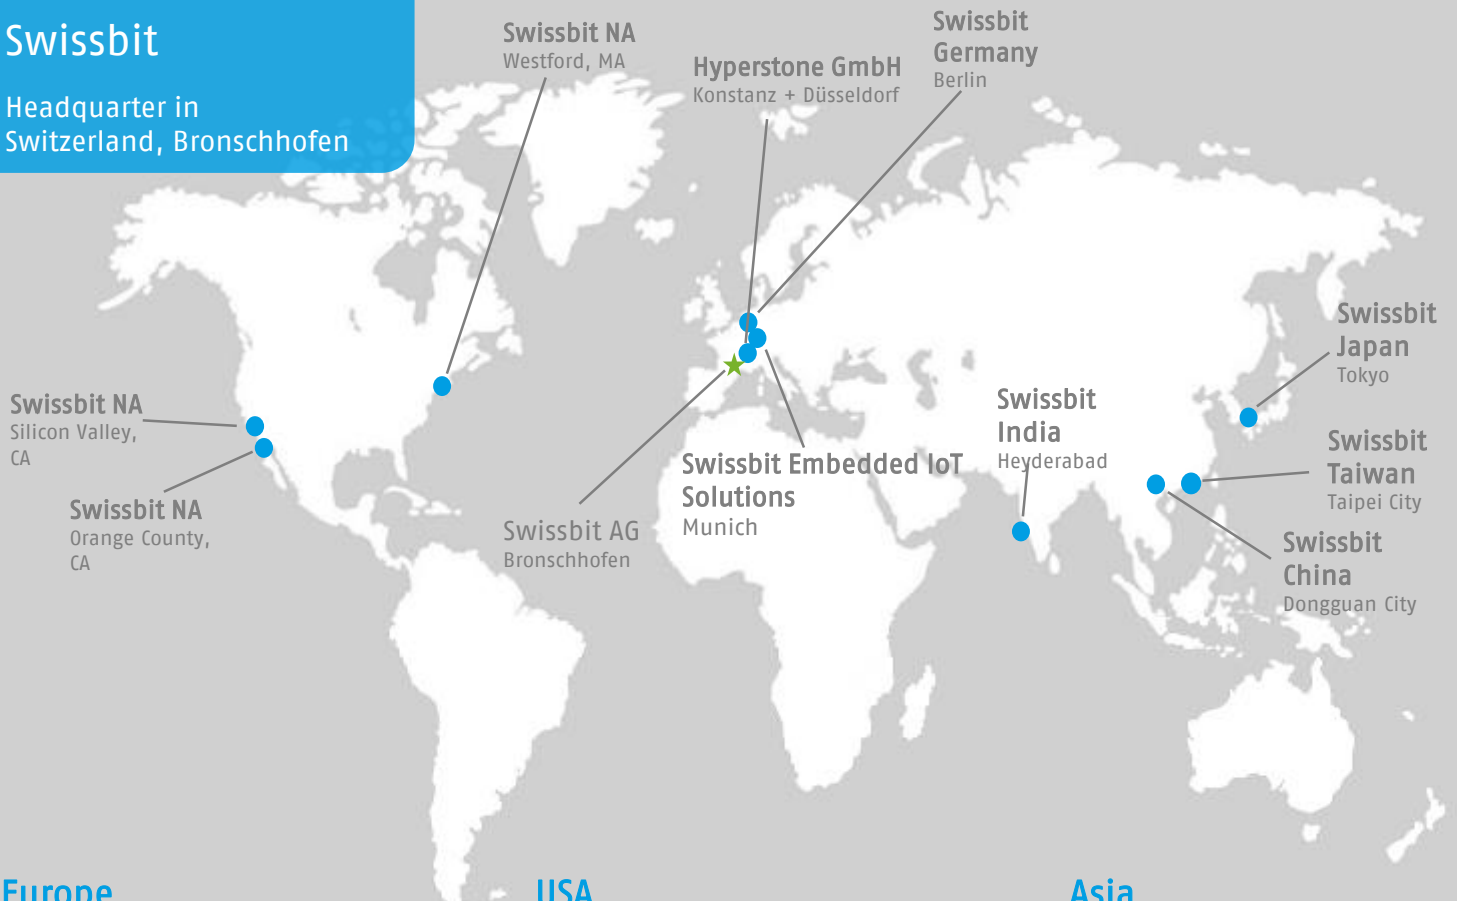 Swissbit
Headquarter in
Switzerland, Bronschhofen
Swissbit NA
Westford, MA
Hyperstone GmbH
Konstanz + Düsseldorf
Swissbit
Germany
Berlin
Swissbit
Japan
Tokyo
Swissbit NA
Silicon Valley,
CA
Swissbit NA
Orange County,
CA
Swissbit AG
Bronschhofen
Swissbit Embedded IoT
Solutions
Munich
Swissbit
India
Heyderabad
Swissbit
Taiwan
Taipei City
Swissbit
China
Dongguan City
Europe
USA
Asia